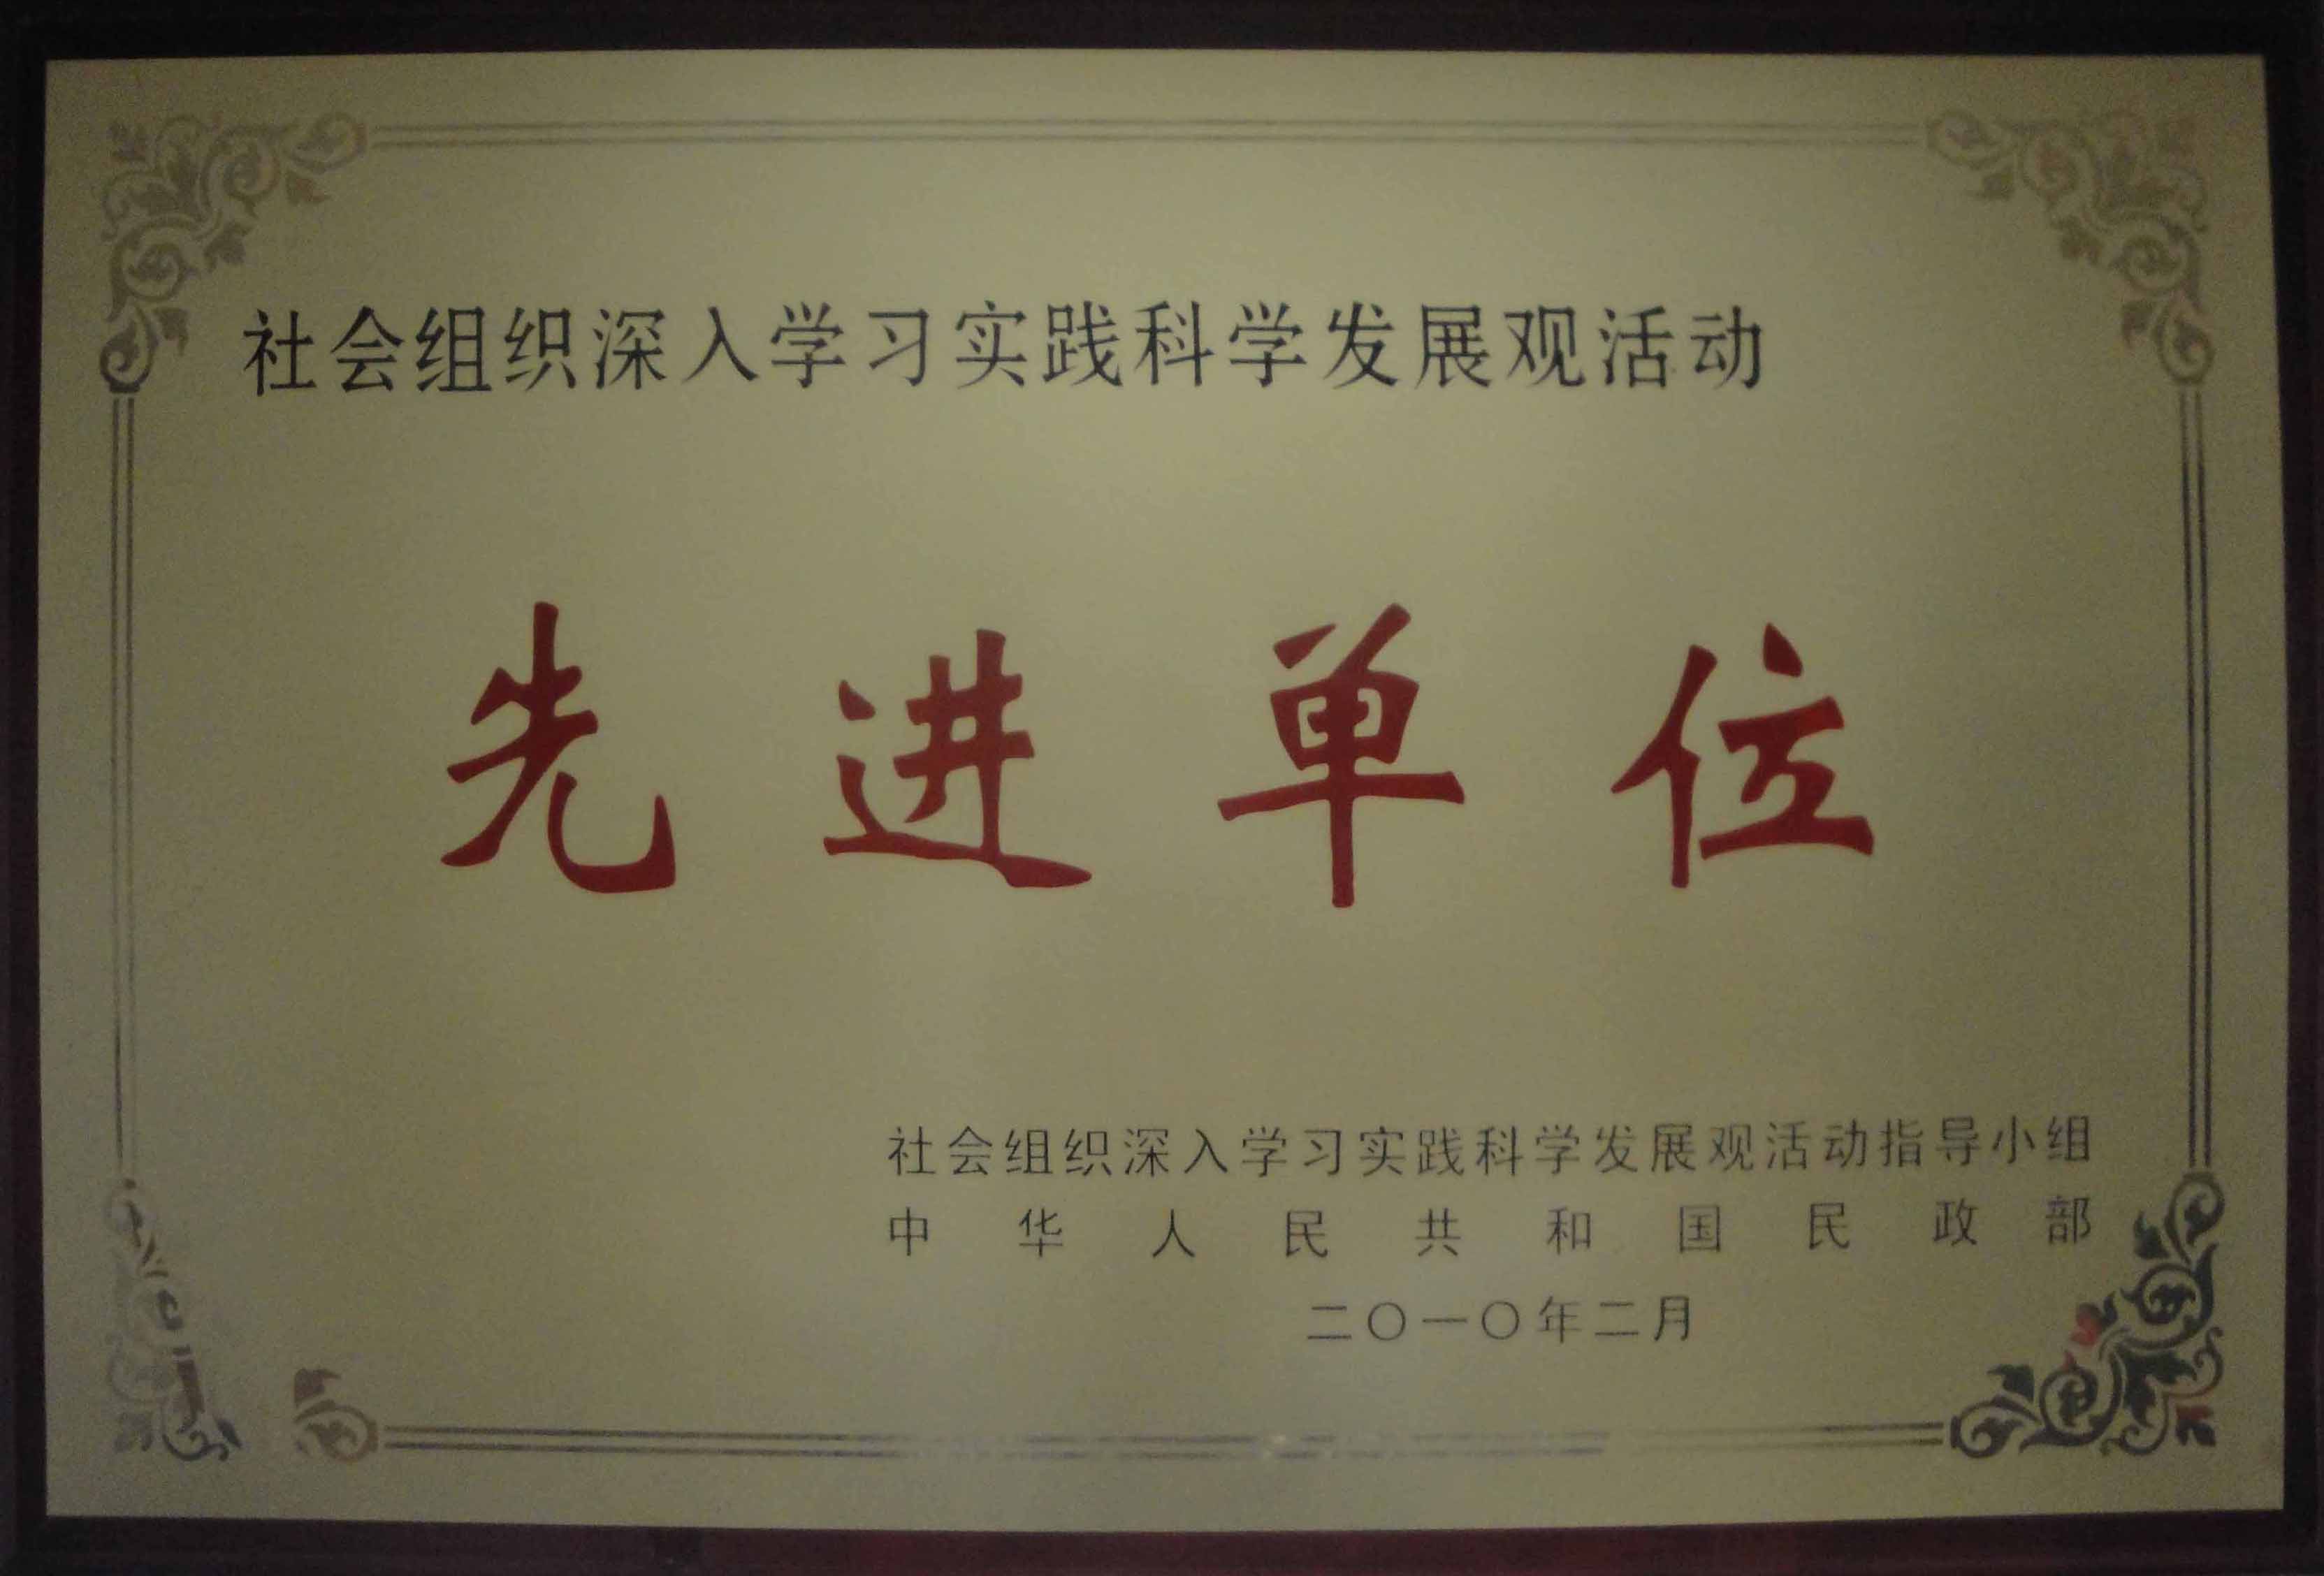 社会组织深入学习实践科学发展观活动
先进单位
社会组织深入学习实践科学发展观活动指导小组
中华人民共和国民政部
二〇一〇年二月